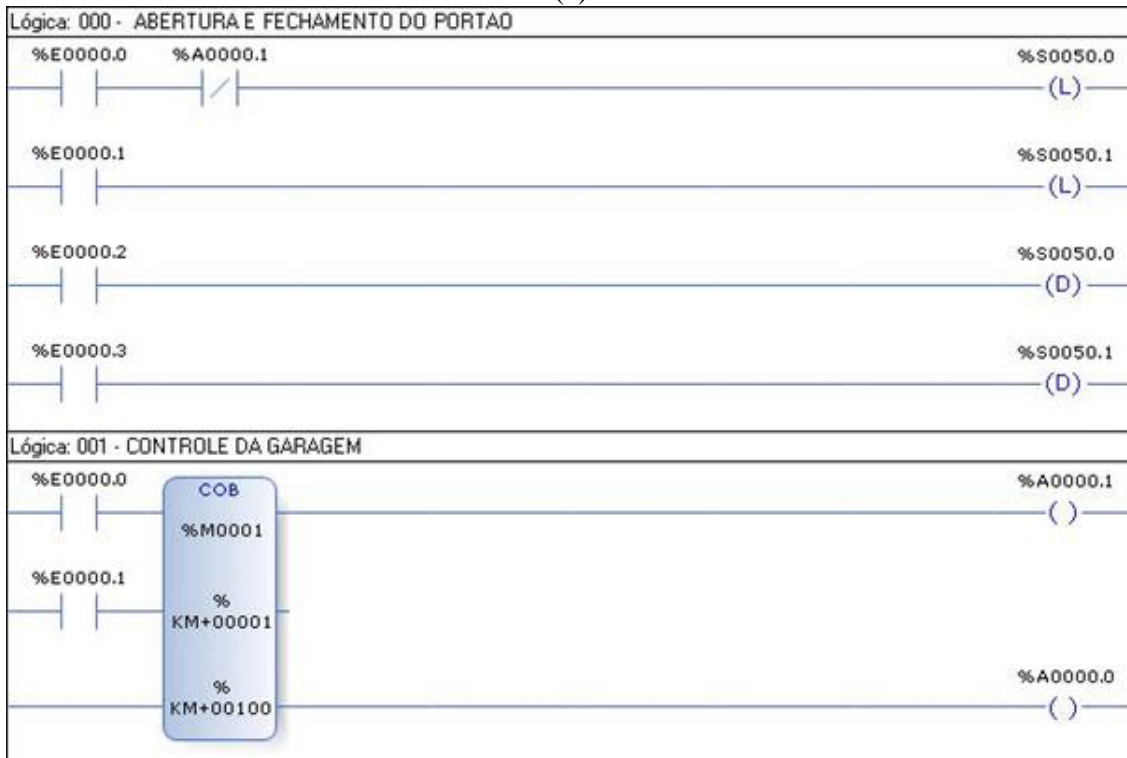 Lógica: 000 - ABERTURA E FECHAMENTO DO PORTAO
%E0000.0 %A0000.1 %S0050.0
(L)
%E0000.1 %S0050.1
(L)
%E0000.2 %S0050.0
(D)
%E0000.3 %S0050.1
(D)
Lógica: 001 - CONTROLE DA GARAGEM
%E0000.0 COB %A0000.1
%M0001 ( )
%E0000.1
%
KM+00001
% %A0000.0
KM+00100 ( )